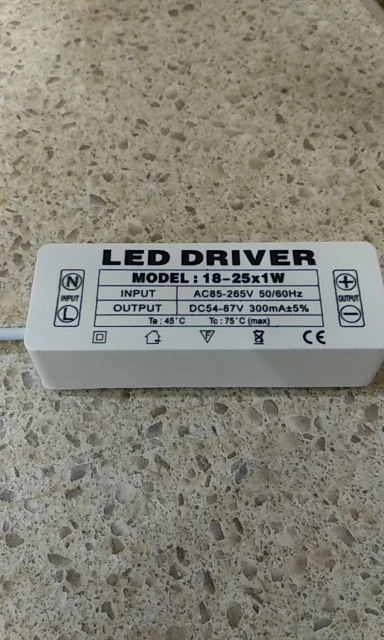 LED DRIVER
MODEL : 18-25x1W
N INPUT L
INPUT AC85-265V 50/60Hz
OUTPUT DC54-87V 300mA±5%
+ OUTPUT −
Ta : 45°C Tc : 75°C (max)
F CE